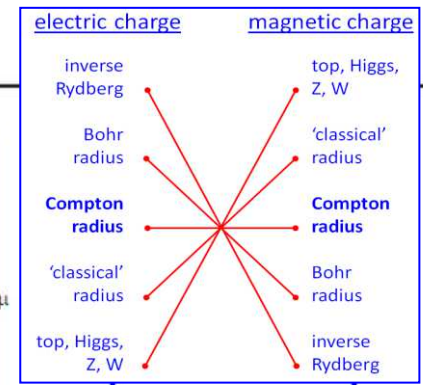 electric charge
magnetic charge
inverse
Rydberg
top, Higgs,
Z, W
Bohr
radius
‘classical’
radius
Compton
radius
Compton
radius
‘classical’
radius
Bohr
radius
top, Higgs,
Z, W
inverse
Rydberg
μ